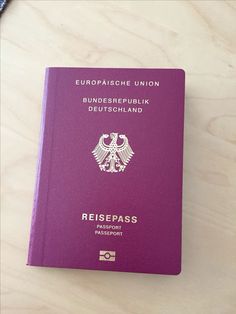 EUROPÄISCHE UNION
BUNDESREPUBLIK
DEUTSCHLAND
REISEPASS
PASSPORT
PASSEPORT